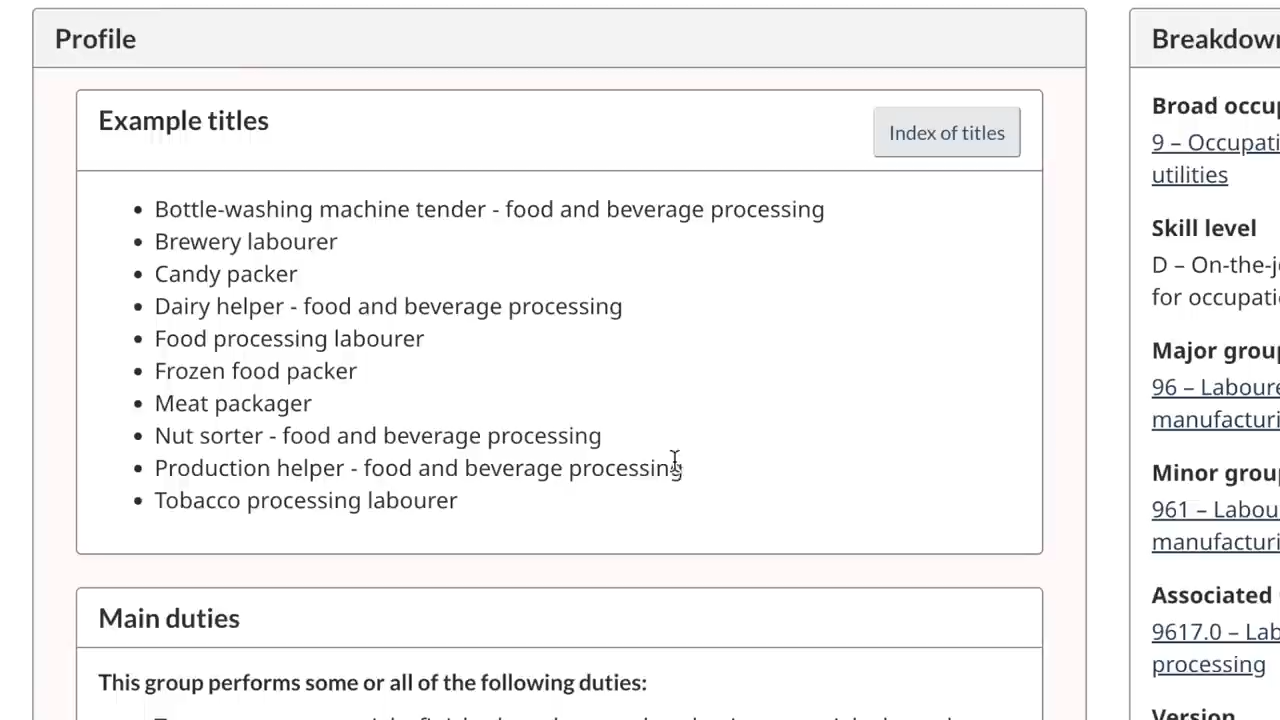 Profile
Example titles
Index of titles
Bottle-washing machine tender - food and beverage processing
Brewery labourer
Candy packer
Dairy helper - food and beverage processing
Food processing labourer
Frozen food packer
Meat packager
Nut sorter - food and beverage processing
Production helper - food and beverage processing
Tobacco processing labourer
Main duties
This group performs some or all of the following duties:
Breakdown
Broad occup
9 – Occupati
utilities
Skill level
D – On-the-j
for occupati
Major group
96 – Laboure
manufacturi
Minor group
961 – Labou
manufacturi
Associated
9617.0 – Lab
processing
Version